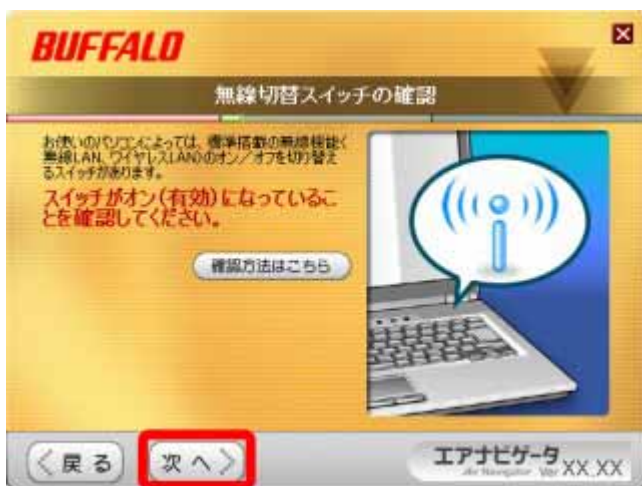 BUFFALO
無線切替スイッチの確認
お使いのパソコンによっては、標準搭載の無線機能(
無線LAN、ワイヤレスLAN)のオン/オフを切り替え
るスイッチがあります。
スイッチがオン(有効)になっているこ
とを確認してください。
確認方法はこちら
戻る
次へ
エアナビゲータ
Air Navigator Ver XX.XX